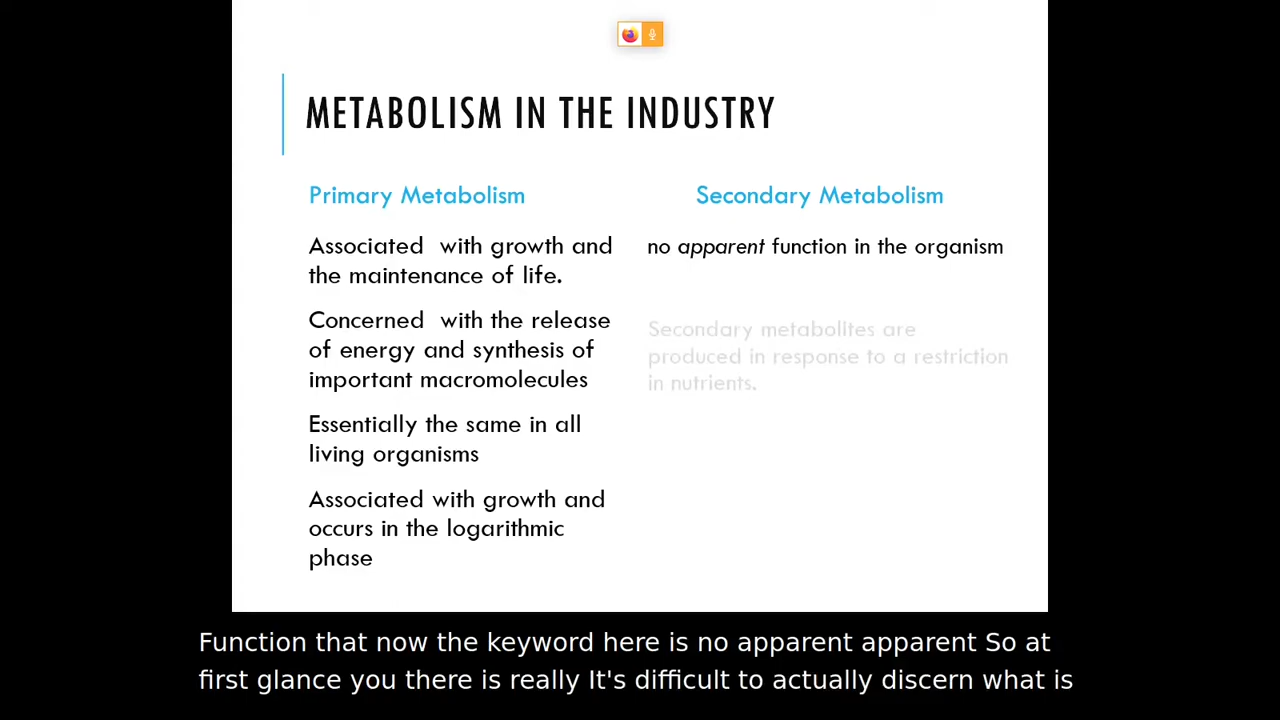 METABOLISM IN THE INDUSTRY
Primary Metabolism
Associated with growth and
the maintenance of life.
Concerned with the release
of energy and synthesis of
important macromolecules
Essentially the same in all
living organisms
Associated with growth and
occurs in the logarithmic
phase
Secondary Metabolism
no apparent function in the organism
Secondary metabolites are
produced in response to a restriction
in nutrients.
Function that now the keyword here is no apparent apparent So at
first glance you there is really It's difficult to actually discern what is